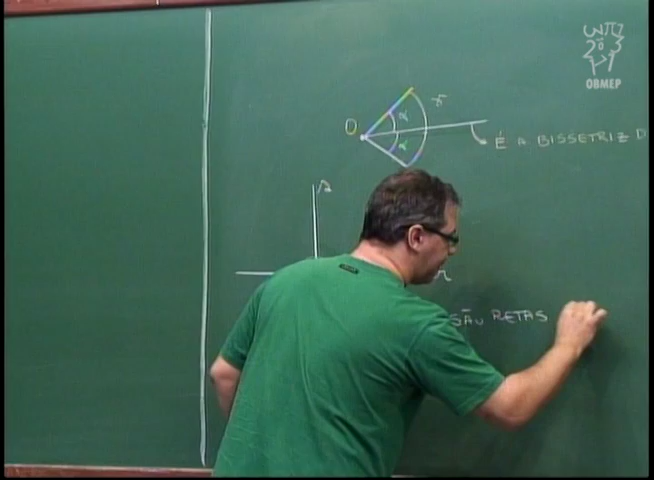 OBMEP
O
α
γ
α
É A BISSETRIZ D
s
r
SÃO RETAS